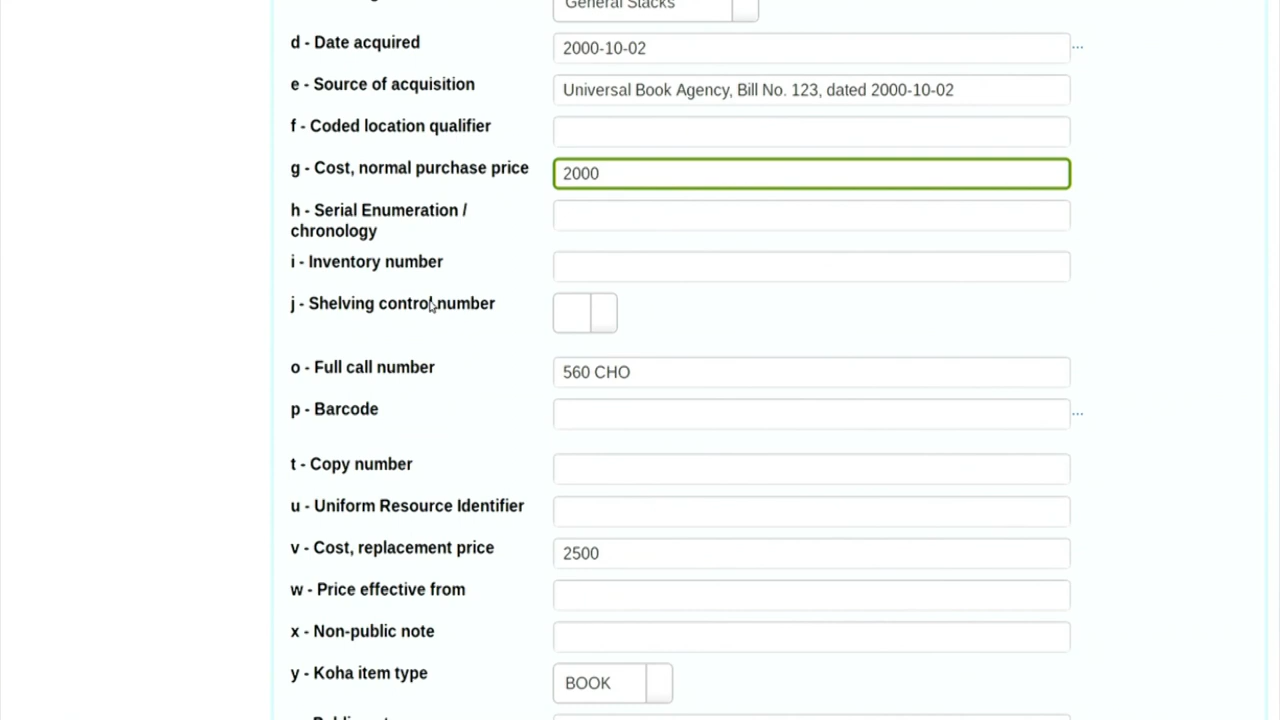 General Stacks
d - Date acquired
2000-10-02
...
e - Source of acquisition
Universal Book Agency, Bill No. 123, dated 2000-10-02
f - Coded location qualifier
g - Cost, normal purchase price
2000
h - Serial Enumeration /
chronology
i - Inventory number
j - Shelving control number
o - Full call number
560 CHO
p - Barcode
...
t - Copy number
u - Uniform Resource Identifier
v - Cost, replacement price
2500
w - Price effective from
x - Non-public note
y - Koha item type
BOOK